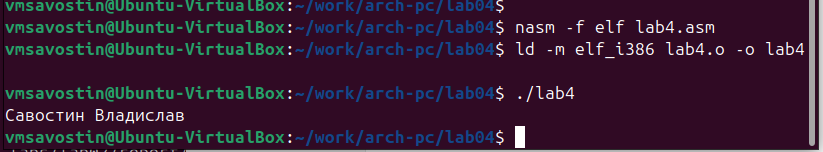 vmsavostin@Ubuntu-VirtualBox:~/work/arch-pc/lab04$
vmsavostin@Ubuntu-VirtualBox:~/work/arch-pc/lab04$ nasm -f elf lab4.asm
vmsavostin@Ubuntu-VirtualBox:~/work/arch-pc/lab04$ ld -m elf_i386 lab4.o -o lab4
vmsavostin@Ubuntu-VirtualBox:~/work/arch-pc/lab04$ ./lab4
Савостин Владислав
vmsavostin@Ubuntu-VirtualBox:~/work/arch-pc/lab04$